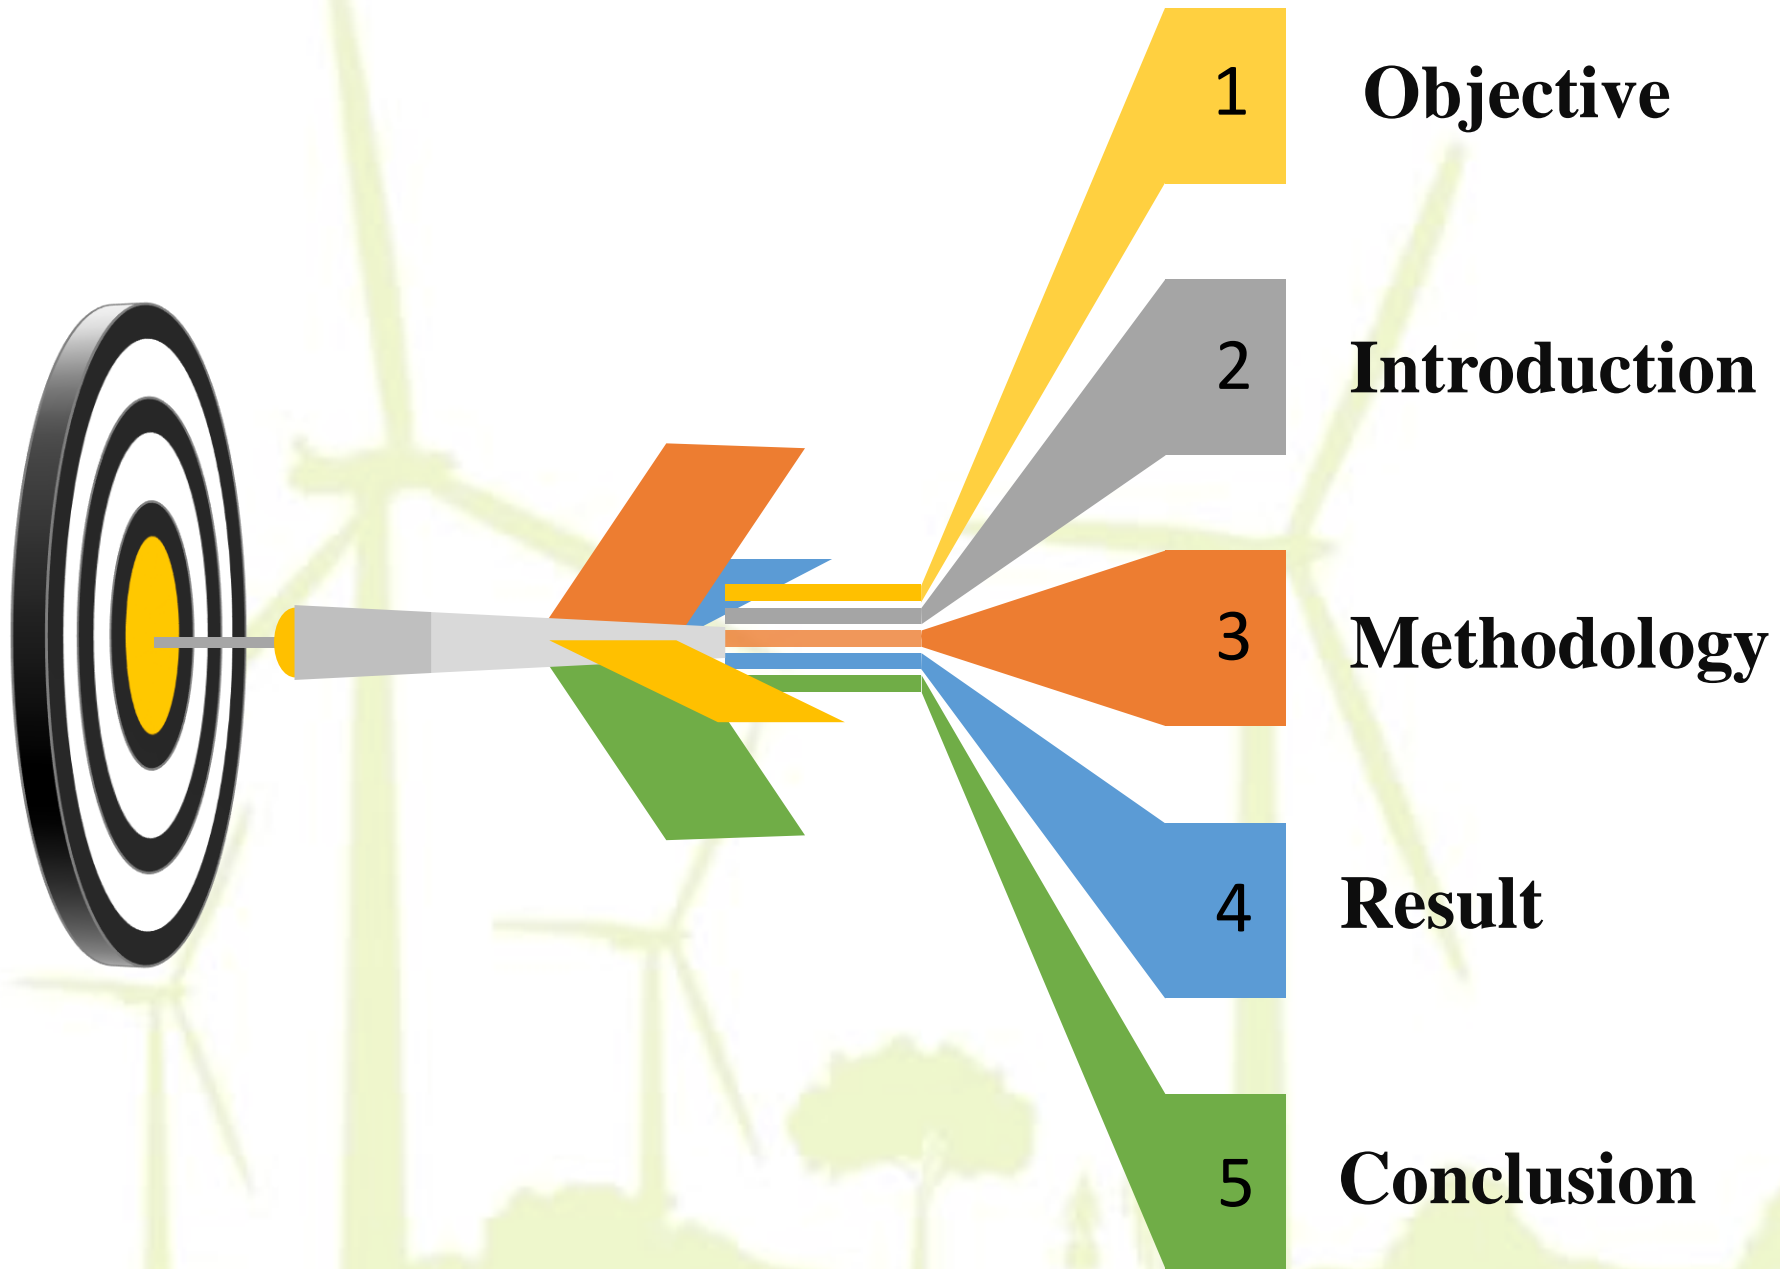 1 Objective
2 Introduction
3 Methodology
4 Result
5 Conclusion